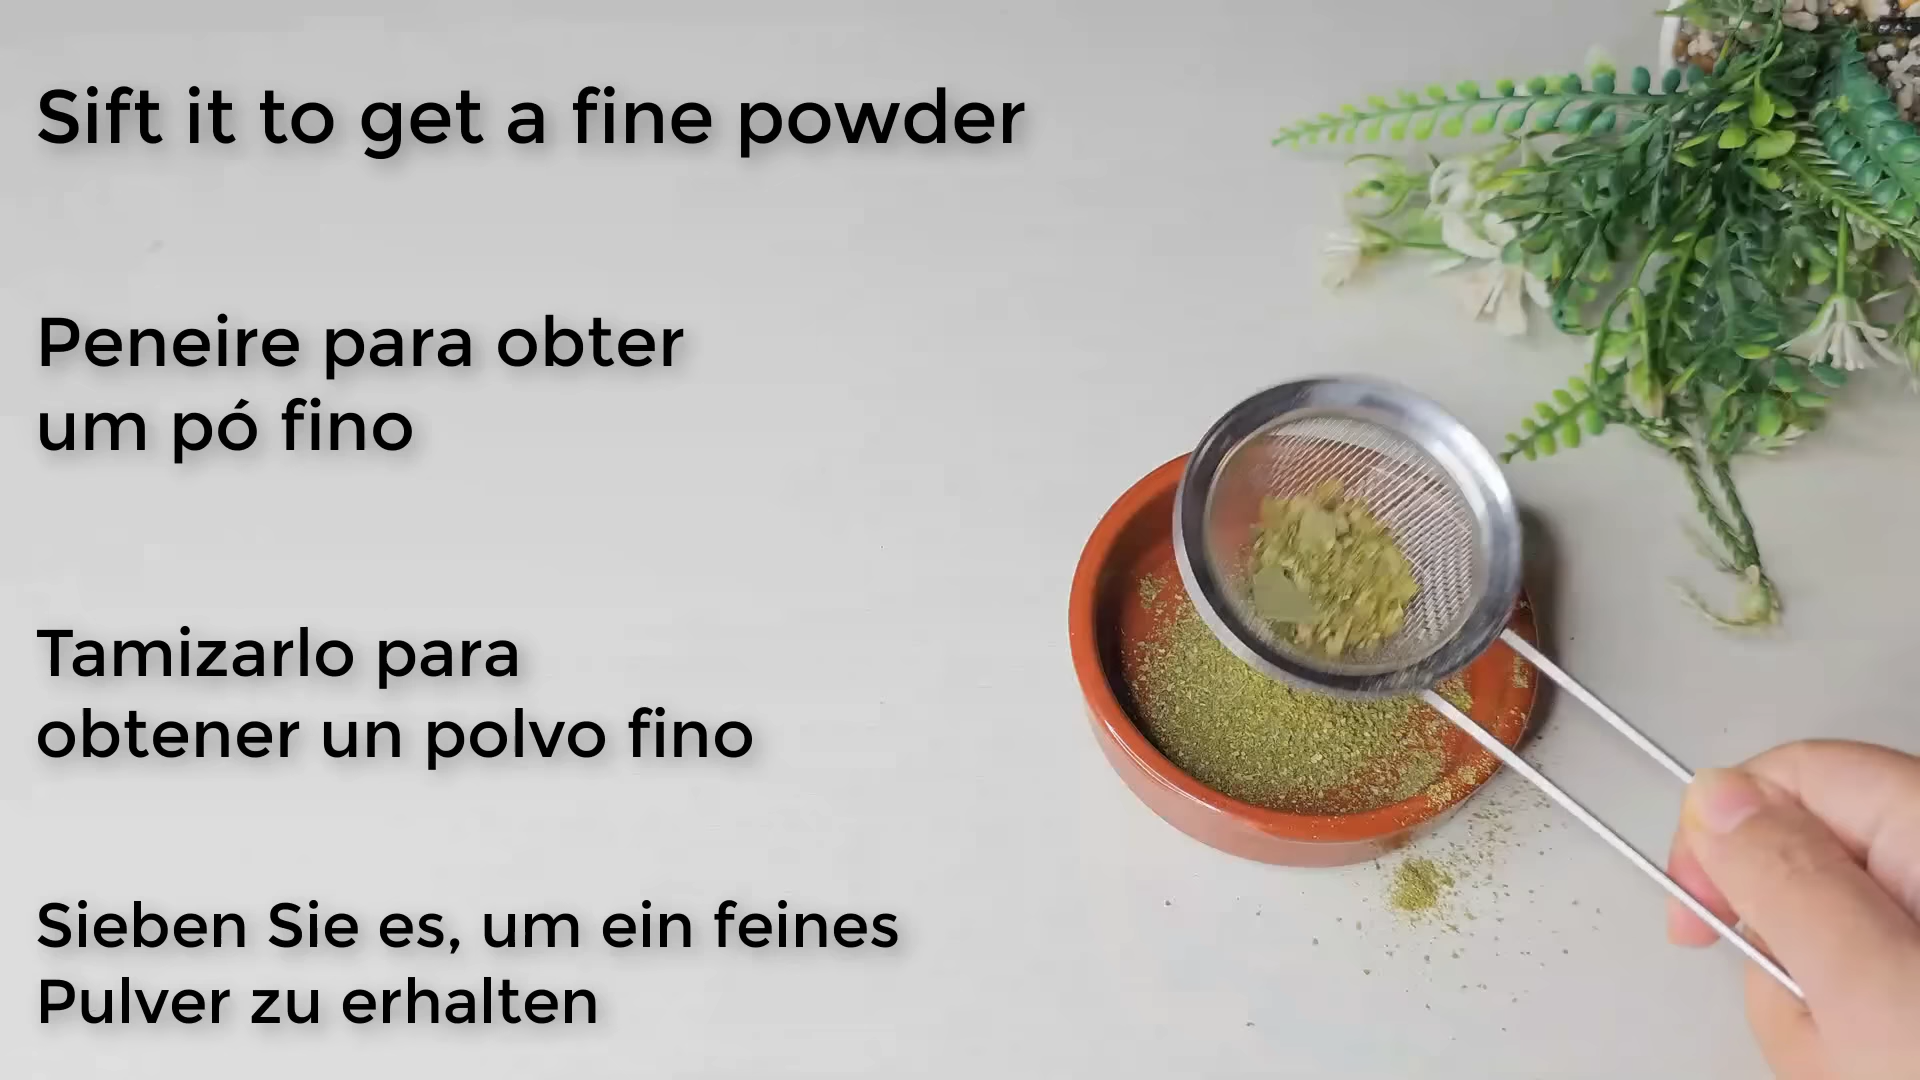 Sift it to get a fine powder
Peneire para obter
um pó fino
Tamizarlo para
obtener un polvo fino
Sieben Sie es, um ein feines
Pulver zu erhalten